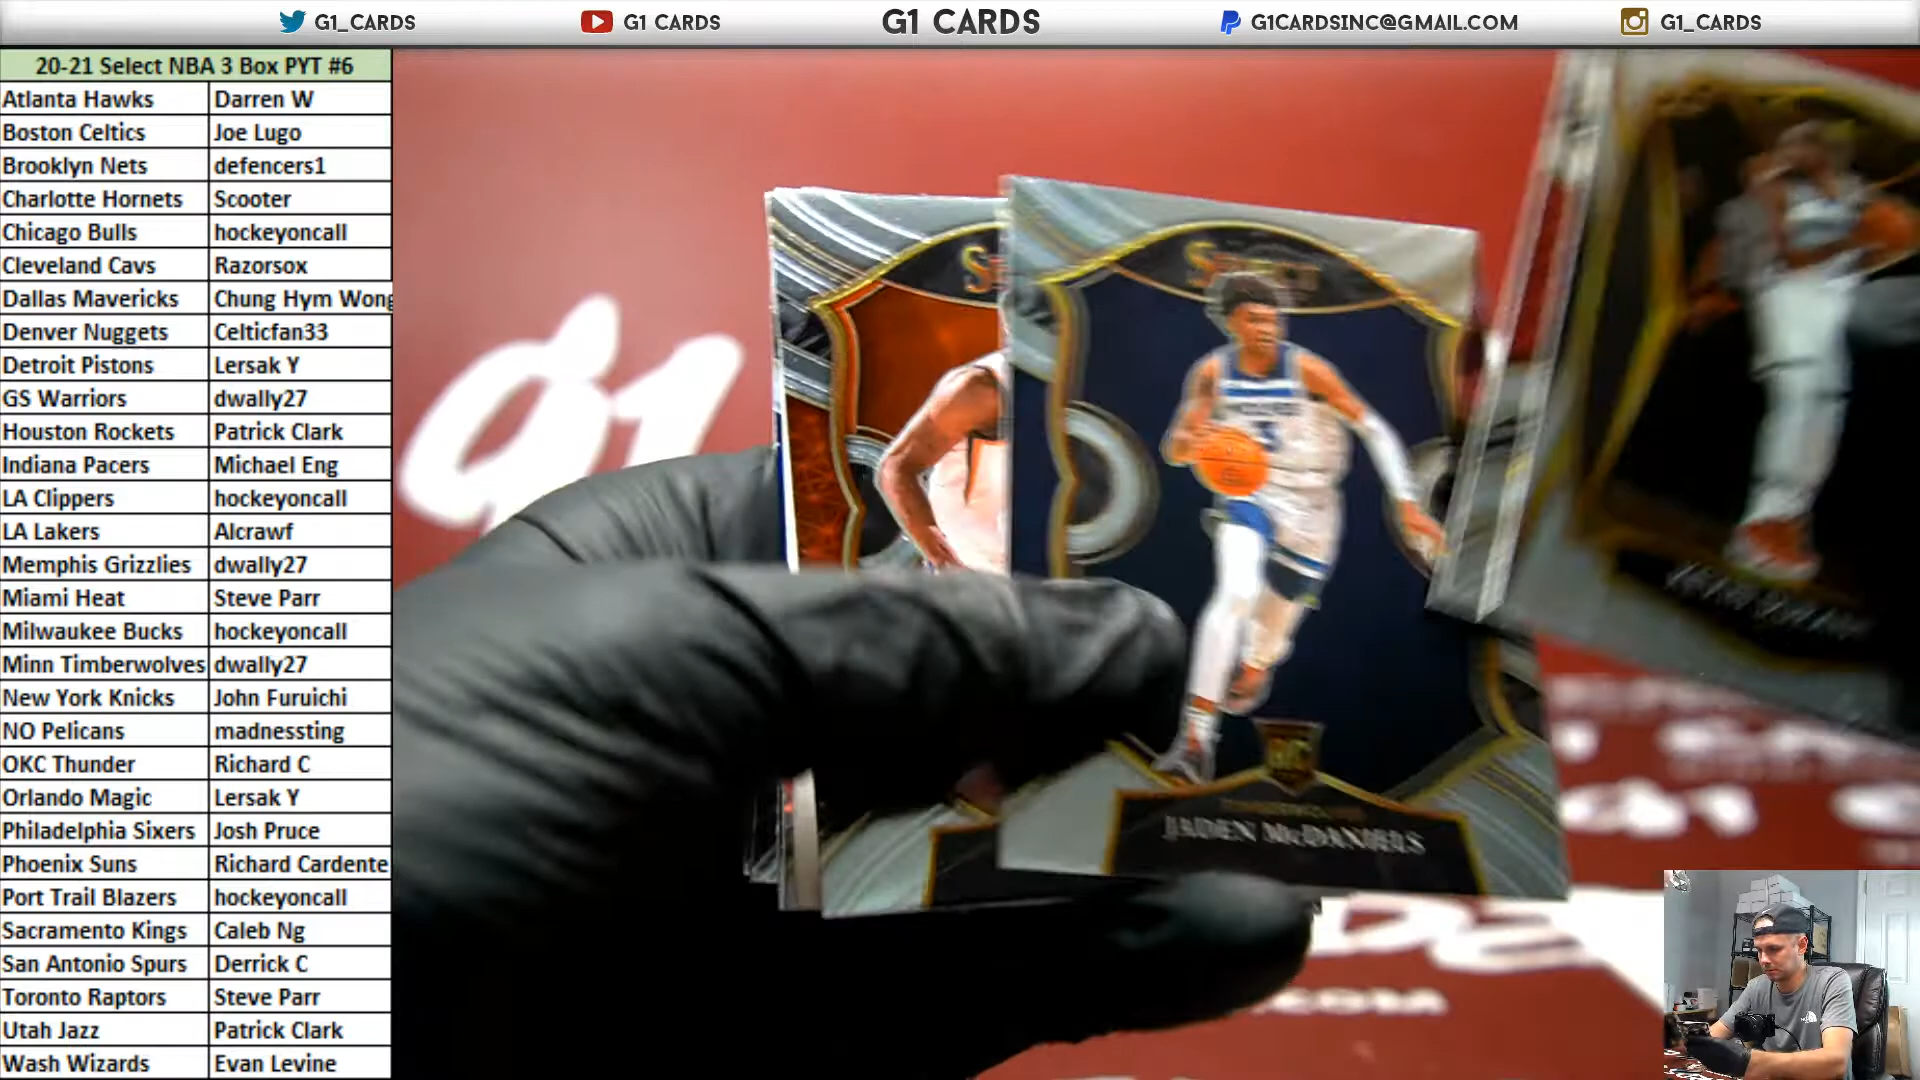 G1_CARDS G1 CARDS G1 CARDS G1CARDSINC@GMAIL.COM G1_CARDS
20-21 Select NBA 3 Box PYT #6
Atlanta Hawks Darren W
Boston Celtics Joe Lugo
Brooklyn Nets defencers1
Charlotte Hornets Scooter
Chicago Bulls hockeyoncall
Cleveland Cavs Razorsox
Dallas Mavericks Chung Hym Wong
Denver Nuggets Celticfan33
Detroit Pistons Lersak Y
GS Warriors dwally27
Houston Rockets Patrick Clark
Indiana Pacers Michael Eng
LA Clippers hockeyoncall
LA Lakers Alcrawf
Memphis Grizzlies dwally27
Miami Heat Steve Parr
Milwaukee Bucks hockeyoncall
Minn Timberwolves dwally27
New York Knicks John Furuichi
NO Pelicans madnessting
OKC Thunder Richard C
Orlando Magic Lersak Y
Philadelphia Sixers Josh Pruce
Phoenix Suns Richard Cardente
Port Trail Blazers hockeyoncall
Sacramento Kings Caleb Ng
San Antonio Spurs Derrick C
Toronto Raptors Steve Parr
Utah Jazz Patrick Clark
Wash Wizards Evan Levine
g1
SELECT
RC
JADEN McDANIELS